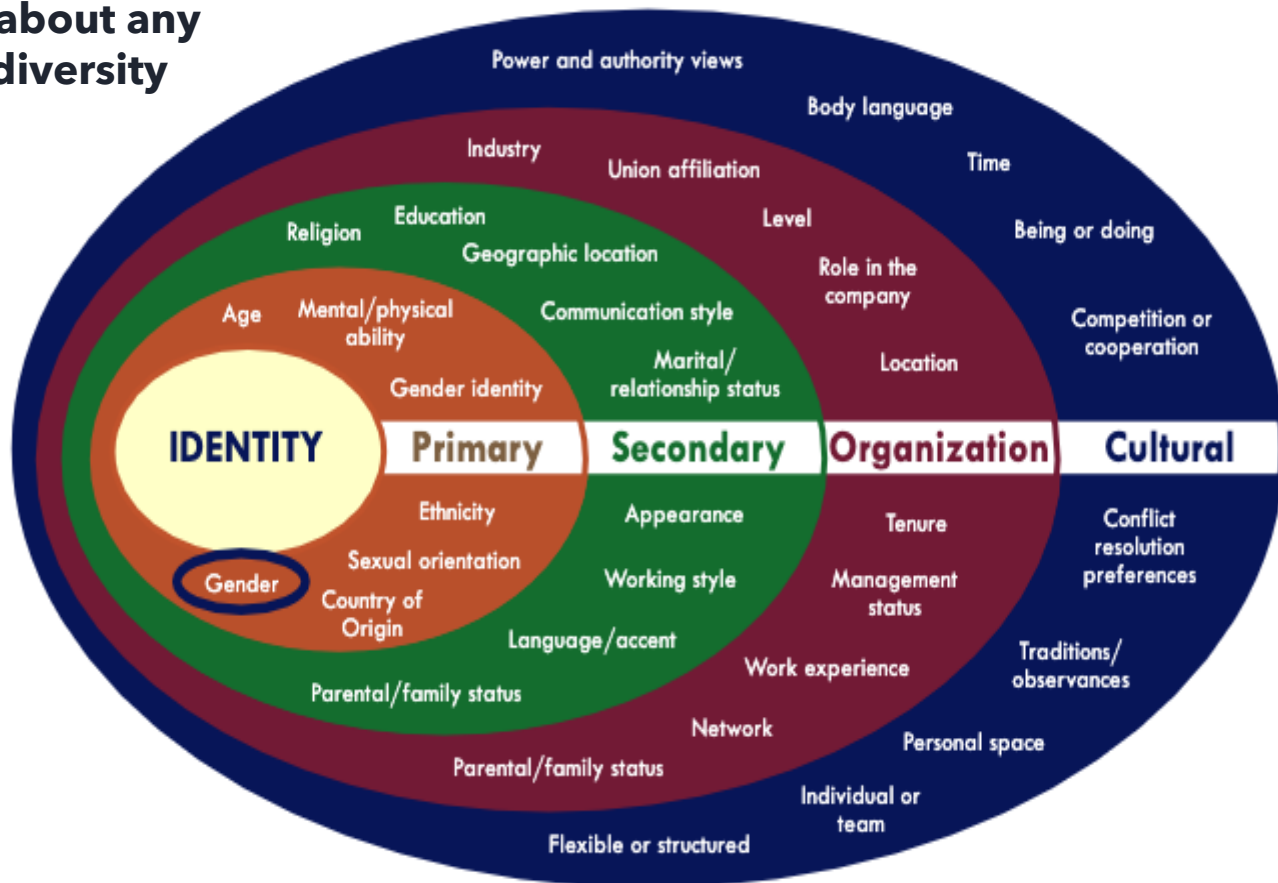 about any
diversity
Power and authority views
Body language
Time
Being or doing
Competition or
cooperation
Industry
Union affiliation
Level
Role in the
company
Location
Religion
Education
Geographic location
Communication style
Marital/
relationship status
Age
Mental/physical
ability
Gender identity
IDENTITY
Primary
Secondary
Organization
Cultural
Ethnicity
Sexual orientation
Gender
Country of
Origin
Appearance
Working style
Language/accent
Parental/family status
Tenure
Management
status
Work experience
Network
Parental/family status
Conflict
resolution
preferences
Traditions/
observances
Personal space
Individual or
team
Flexible or structured